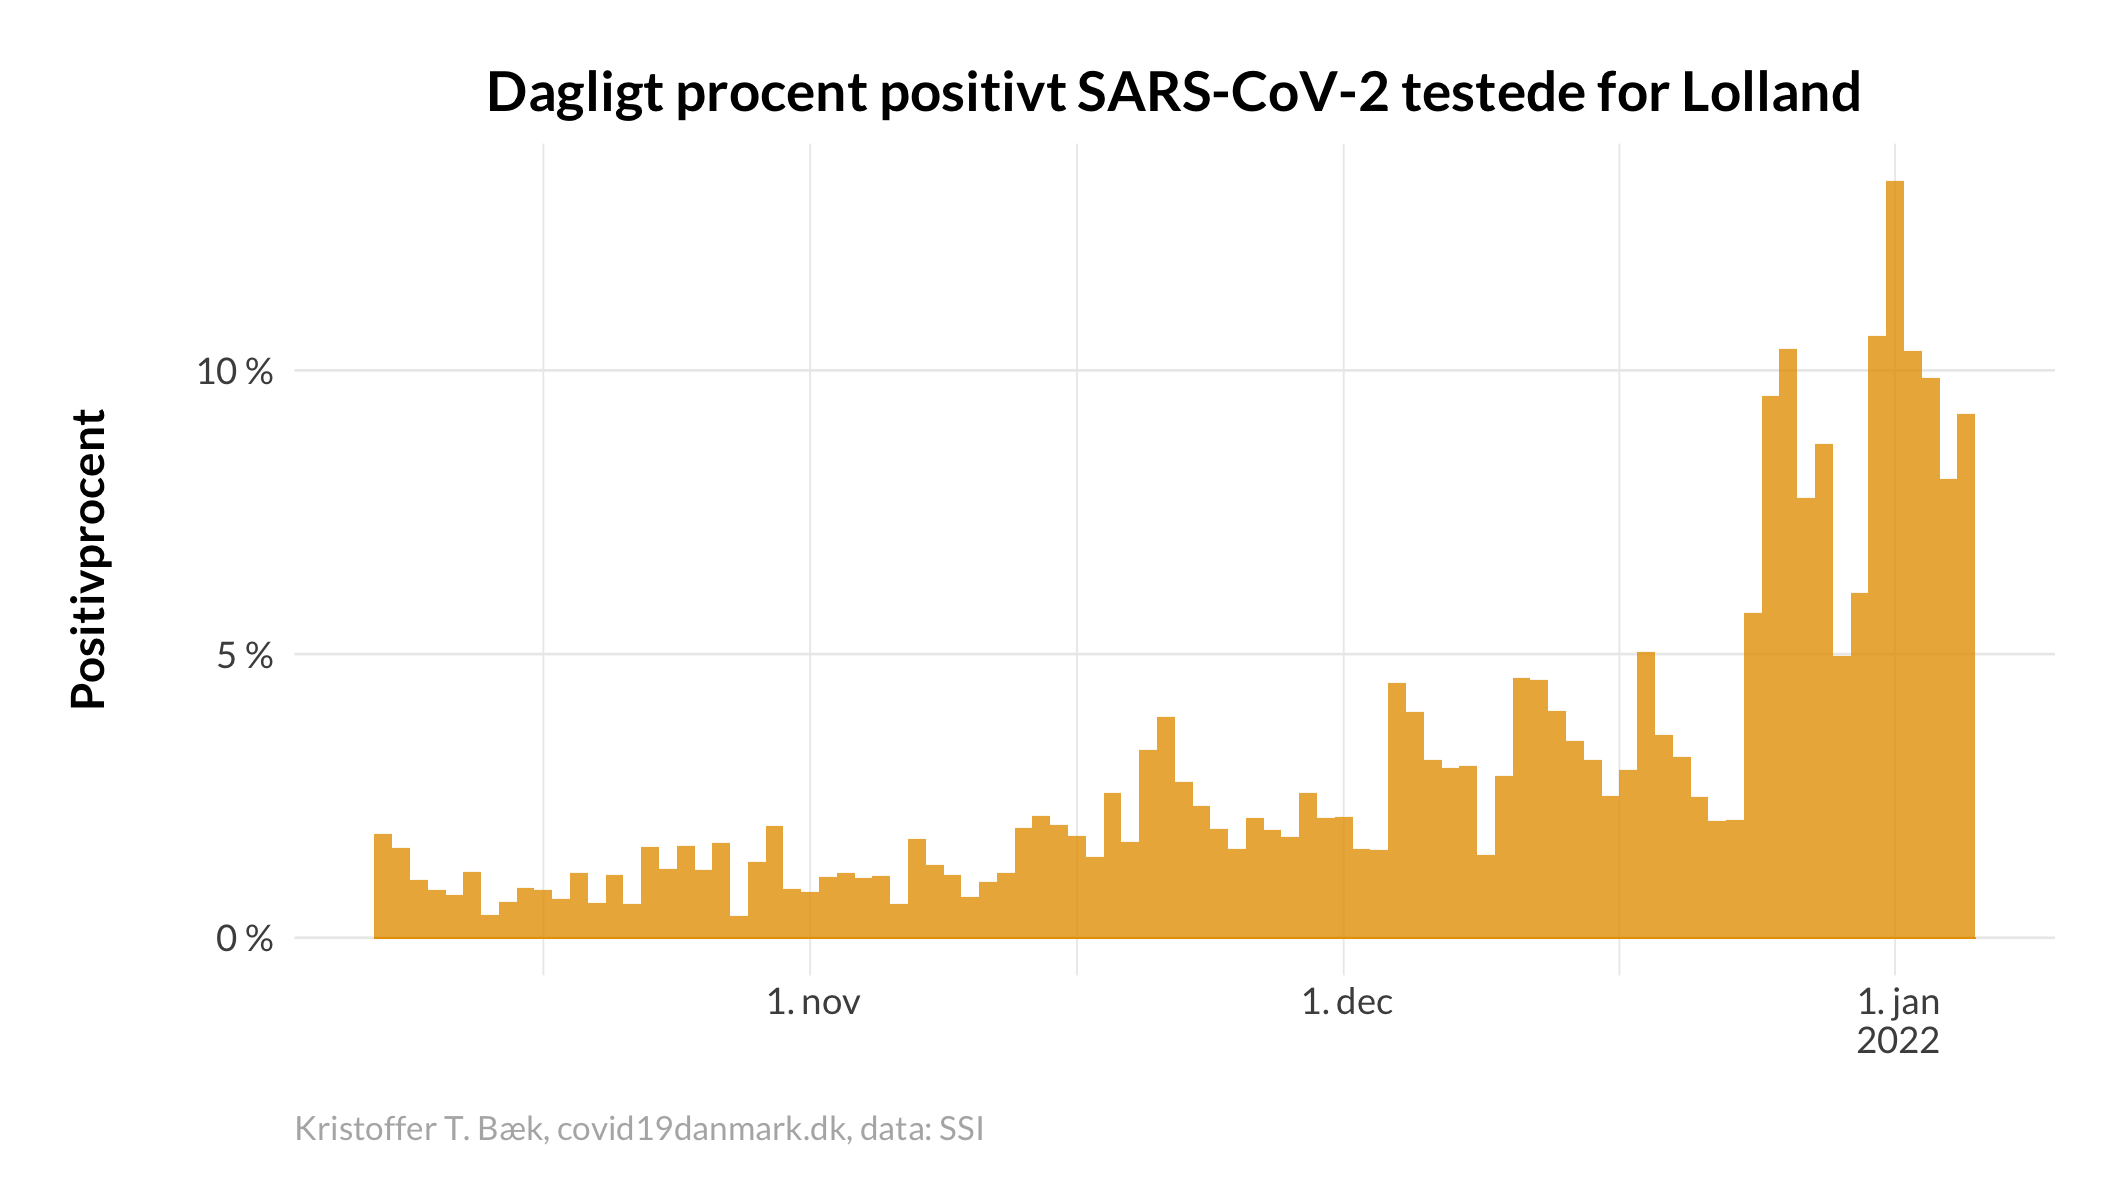 Dagligt procent positivt SARS-CoV-2 testede for Lolland
Positivprocent
10 %
5 %
0 %
1. nov
1. dec
1. jan
2022
Kristoffer T. Bæk, covid19danmark.dk, data: SSI